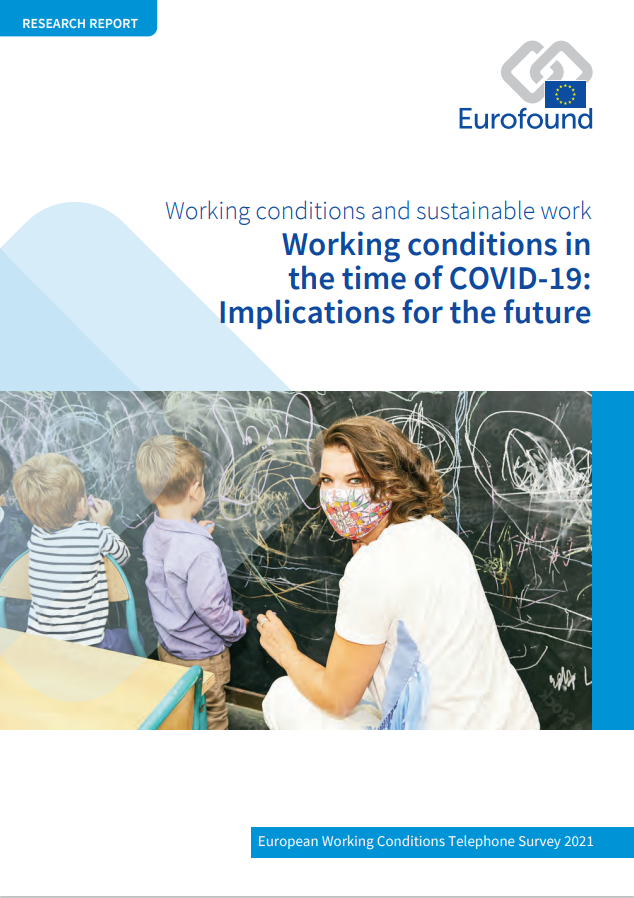 RESEARCH REPORT
Eurofound
Working conditions and sustainable work
Working conditions in
the time of COVID-19:
Implications for the future
European Working Conditions Telephone Survey 2021